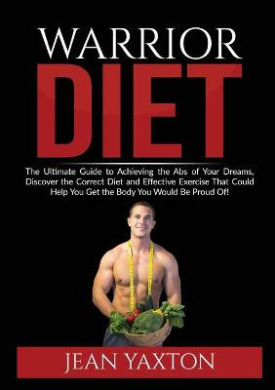 WARRIOR
DIET
The Ultimate Guide to Achieving the Abs of Your Dreams,
Discover the Correct Diet and Effective Exercise That Could
Help You Get the Body You Would Be Proud Of!
JEAN YAXTON